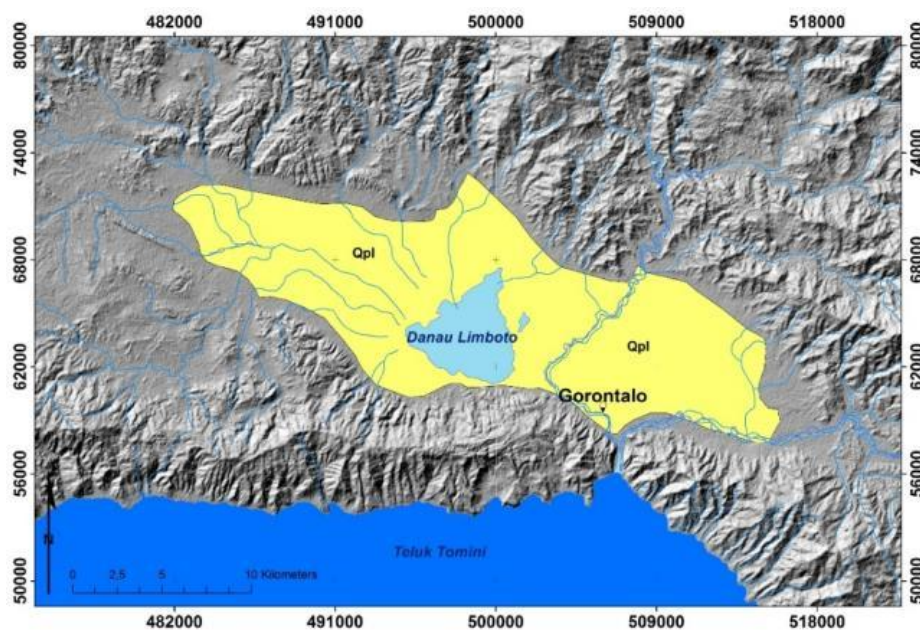 482000 491000 500000 509000 518000
80000 80000
74000 74000
Qpl
68000 68000
Danau Limboto
Qpl
62000 62000
Gorontalo
56000 56000
N
Teluk Tomini
0 2,5 5 10 Kilometers
50000 50000
482000 491000 500000 509000 518000